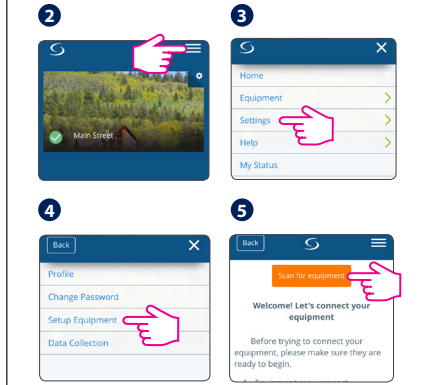 2
3
Main Street
Home
Equipment
Settings
Help
My Status
4
5
Back
Profile
Change Password
Setup Equipment
Data Collection
Back
Scan for equipment
Welcome! Let's connect your
equipment
Before trying to connect your
equipment, please make sure they are
ready to begin.